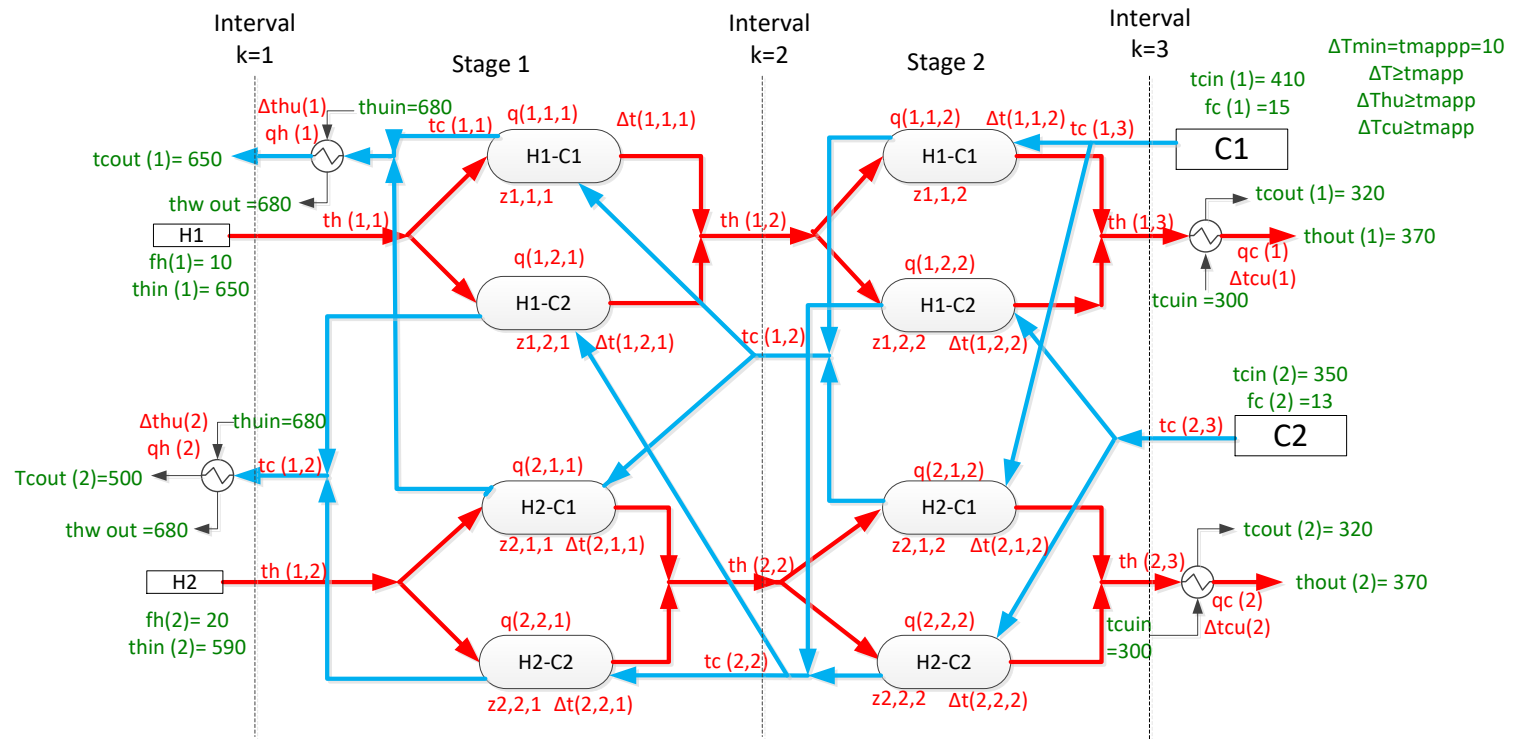 Interval
k=1
Stage 1
Interval
k=2
Stage 2
Interval
k=3
ΔTmin=tmappp=10
ΔT≥tmapp
ΔThu≥tmapp
ΔTcu≥tmapp
tcin (1)= 410
fc (1) =15
C1
Δthu(1)
qh (1)
thuin=680
tc (1,1)
q(1,1,1)
Δt(1,1,1)
H1-C1
z1,1,1
q(1,1,2)
Δt(1,1,2)
tc (1,3)
H1-C1
z1,1,2
tcout (1)= 650
thw out =680
th (1,1)
H1
fh(1)= 10
thin (1)=650
th (1,2)
th (1,3)
tcout (1)= 320
thout (1)= 370
qc (1)
Δtcu(1)
tcuin =300
q(1,2,1)
H1-C2
z1,2,1
Δt(1,2,1)
tc (1,2)
q(1,2,2)
H1-C2
z1,2,2
Δt(1,2,2)
tcin (2)= 350
fc (2) =13
C2
tc (2,3)
Δthu(2)
qh (2)
thuin=680
tc (1,2)
Tcout (2)=500
thw out =680
q(2,1,1)
H2-C1
z2,1,1
Δt(2,1,1)
q(2,1,2)
H2-C1
z2,1,2
Δt(2,1,2)
th (1,2)
H2
fh(2)= 20
thin (2)= 590
th (2,2)
th (2,3)
tcout (2)= 320
thout (2)= 370
qc (2)
Δtcu(2)
tcuin
=300
q(2,2,1)
H2-C2
z2,2,1
Δt(2,2,1)
tc (2,2)
q(2,2,2)
H2-C2
z2,2,2
Δt(2,2,2)